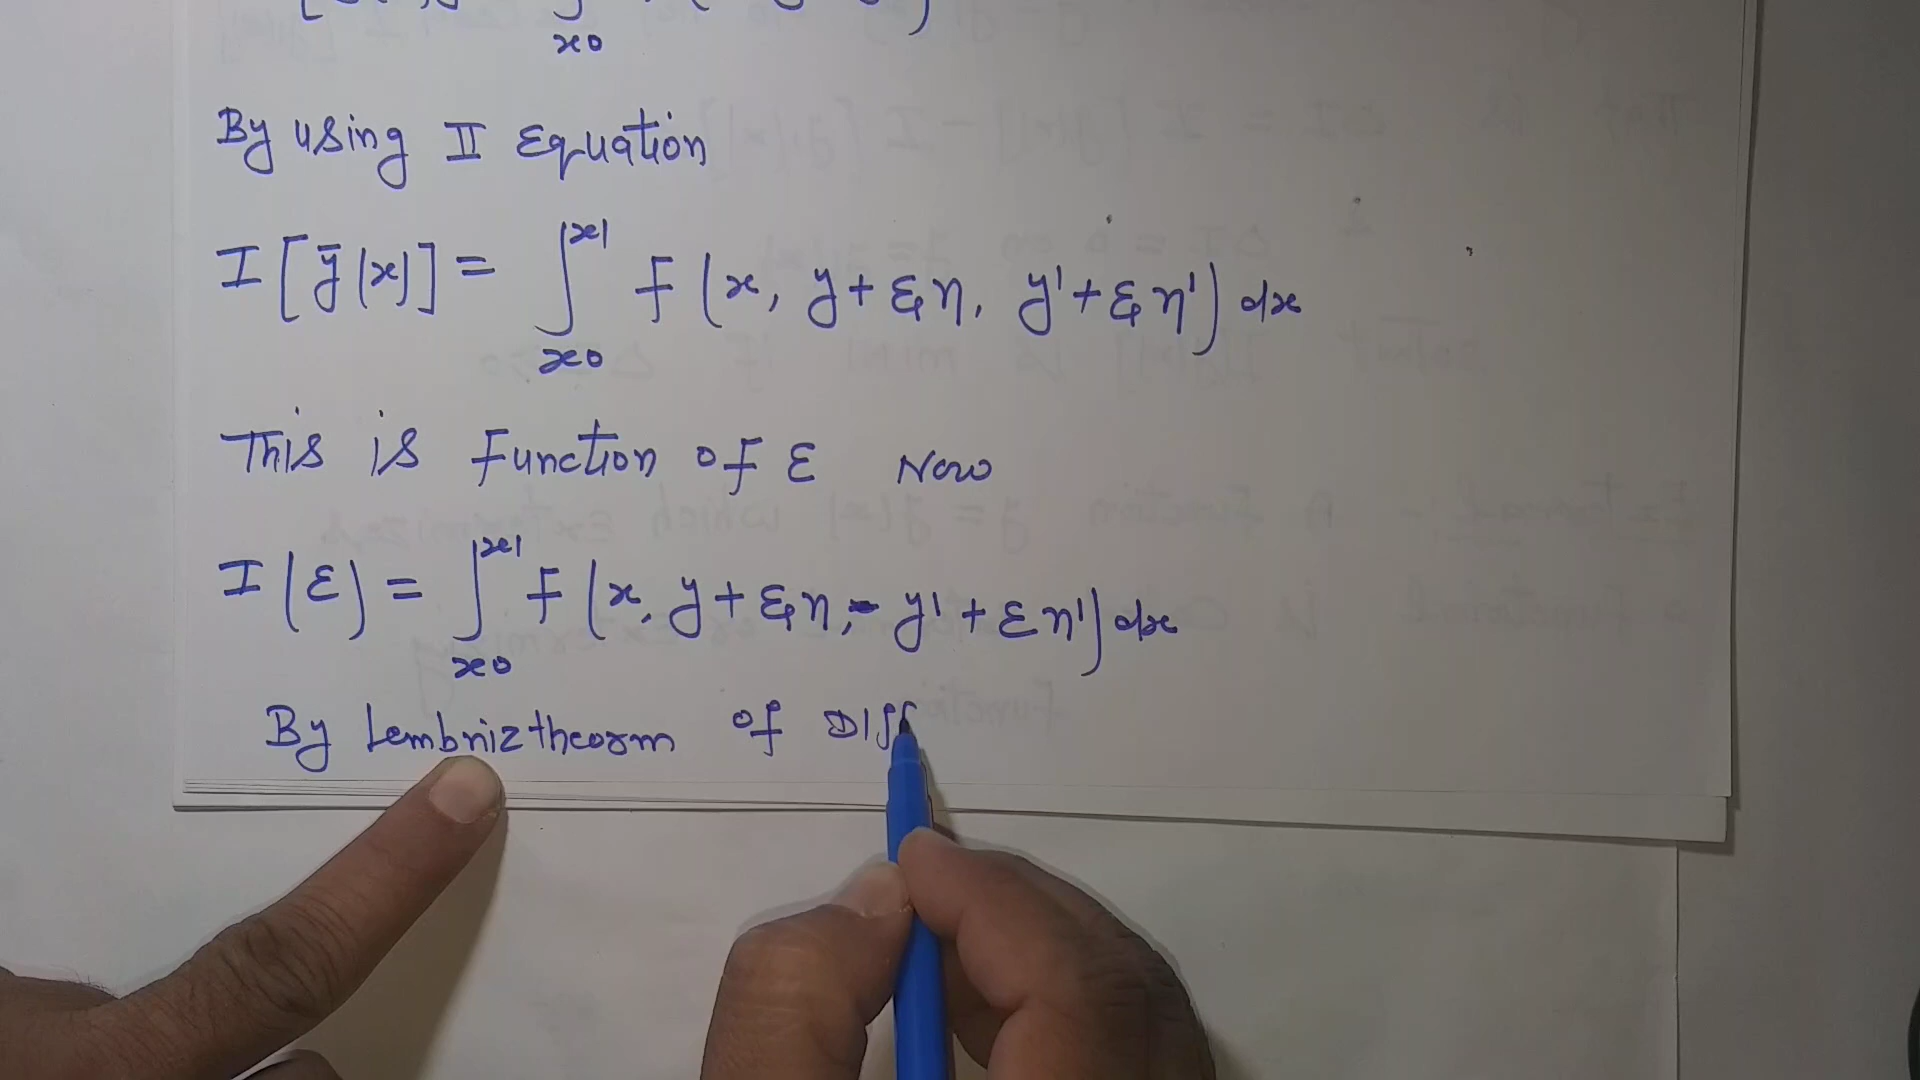 x0
By using II Equation
I[ȳ(x)] = ∫x0 x1 F(x, y+εη, y'+εη')dx
This is Function of ε Now
I(ε) = ∫x0 x1 F(x, y+εη, y'+εη')dx
By Lembniz theorm of Diff